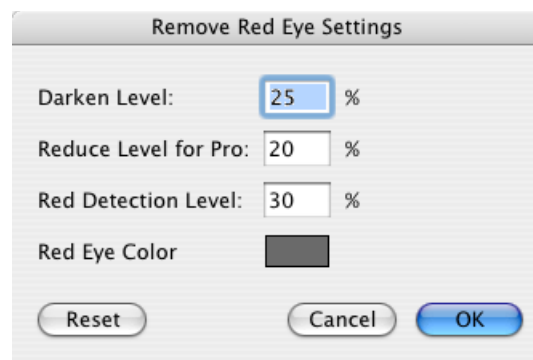 Remove Red Eye Settings
Darken Level: 25 %
Reduce Level for Pro: 20 %
Red Detection Level: 30 %
Red Eye Color
Reset Cancel OK